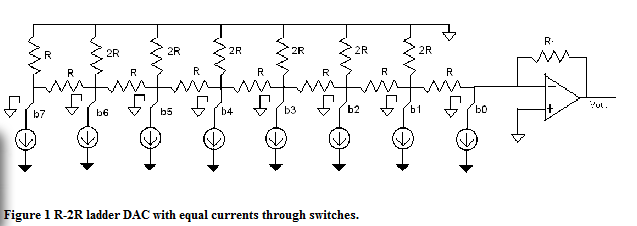 R
2R
2R
2R
2R
2R
2R
R
R
R
R
R
R
R
R
b7
b6
b5
b4
b3
b2
b1
b0
-
+
Figure 1 R-2R ladder DAC with equal currents through switches.